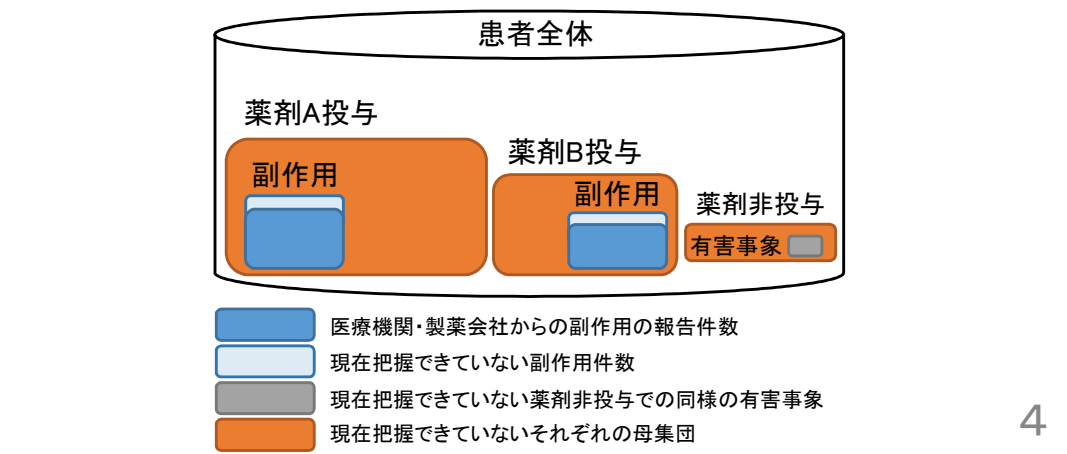 患者全体
薬剤A投与
副作用
薬剤B投与
副作用
薬剤非投与
有害事象
医療機関・製薬会社からの副作用の報告件数
現在把握できていない副作用件数
現在把握できていない薬剤非投与での同様の有害事象
現在把握できていないそれぞれの母集団
4